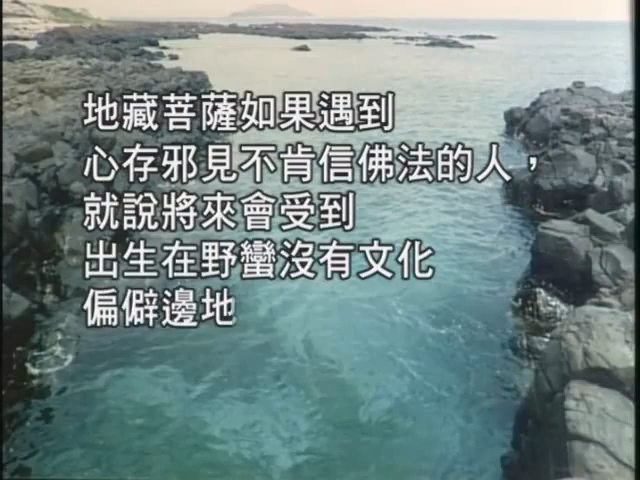 地藏菩薩如果遇到
心存邪見不肯信佛法的人，
就說將來會受到
出生在野蠻沒有文化
偏僻邊地